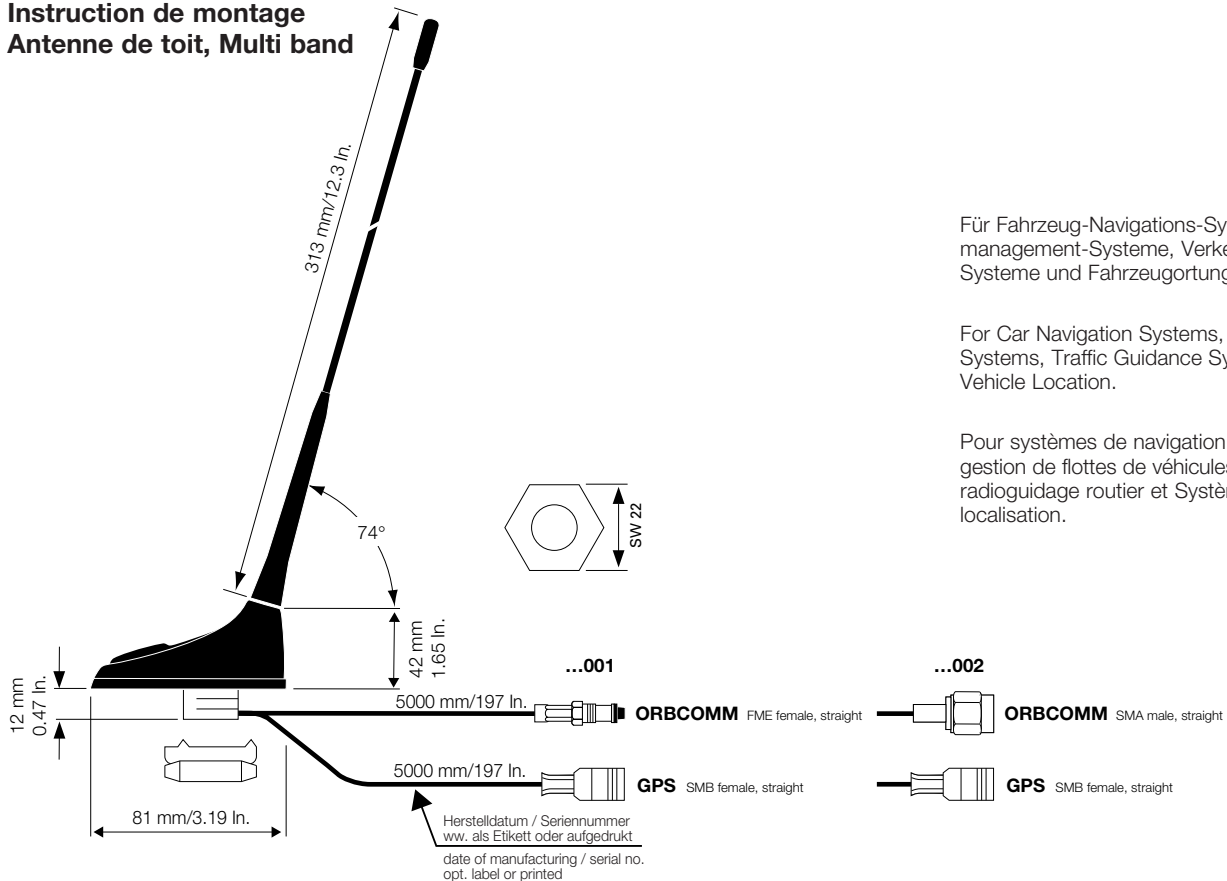 Instruction de montage
Antenne de toit, Multi band
313 mm/12.3 In.
Für Fahrzeug-Navigations-Sy
management-Systeme, Verke
Systeme und Fahrzeugortung
For Car Navigation Systems,
Systems, Traffic Guidance Sy
Vehicle Location.
Pour systèmes de navigation
gestion de flottes de véhicules
radioguidage routier et Systè
localisation.
74°
SW 22
42 mm
1.65 In.
12 mm
0.47 In.
81 mm/3.19 In.
...001
...002
5000 mm/197 In.
ORBCOMM FME female, straight
ORBCOMM SMA male, straight
5000 mm/197 In.
GPS SMB female, straight
GPS SMB female, straight
Herstelldatum / Seriennummer
ww. als Etikett oder aufgedrukt
date of manufacturing / serial no.
opt. label or printed